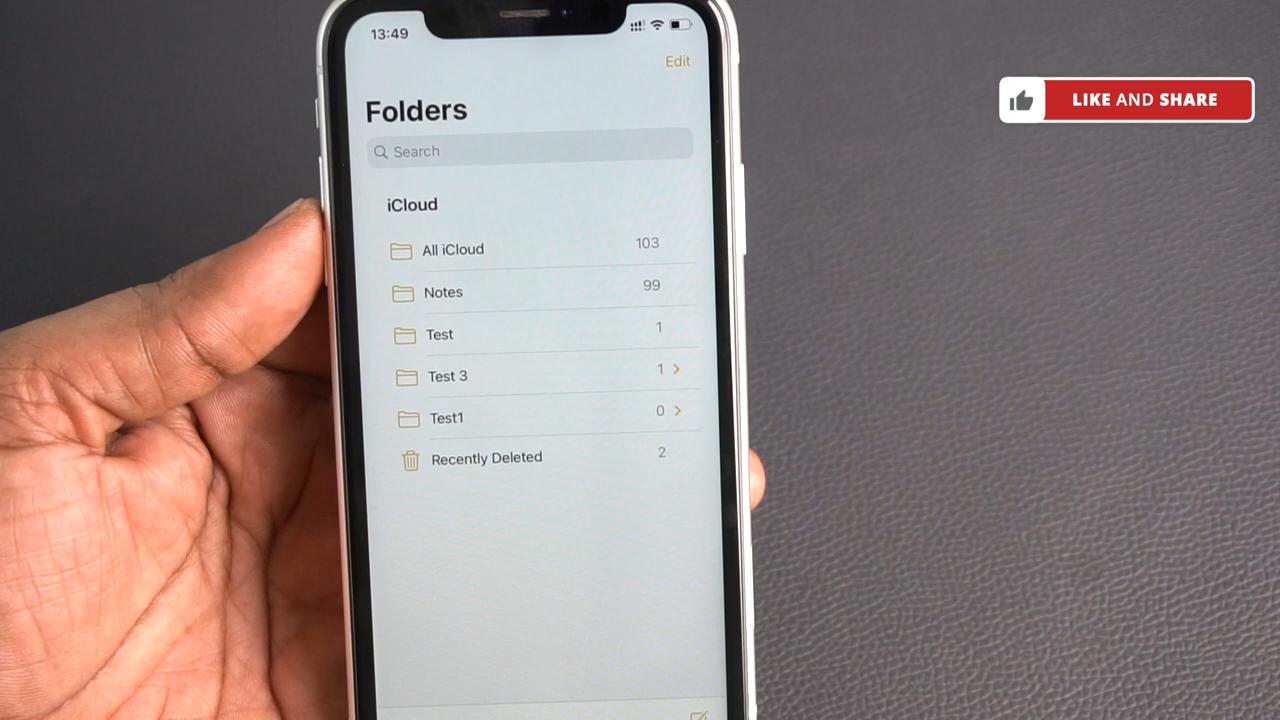 13:49
Edit
Folders
Search
iCloud
All iCloud 103
Notes 99
Test 1
Test 3 1
Test1 0
Recently Deleted 2
LIKE AND SHARE